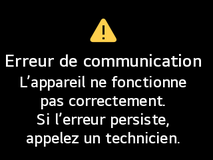 Erreur de communication
L'appareil ne fonctionne
pas correctement.
Si l'erreur persiste,
appelez un technicien.